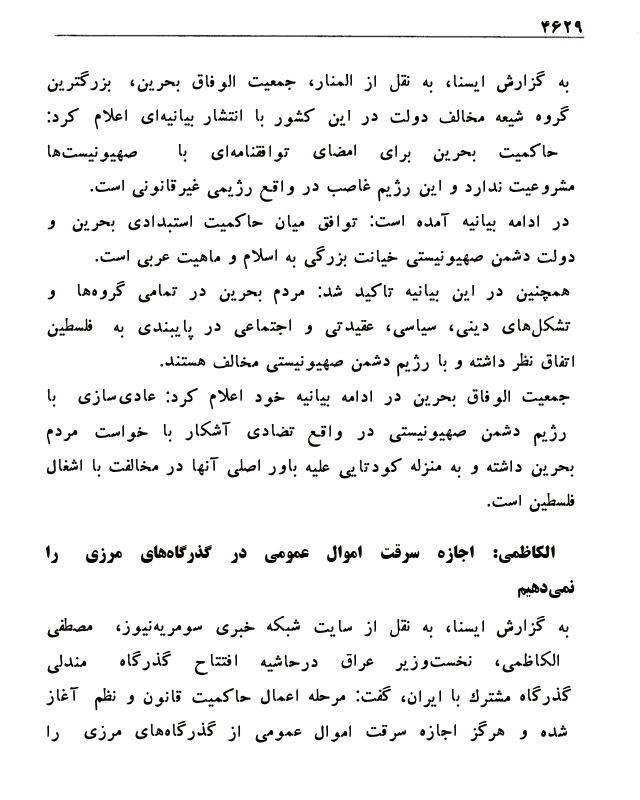 ۴۶۲۹
به گزارش ایسنا، به نقل از المنار، جمعیت الوفاق بحرین، بزرگترین
گروه شیعه مخالف دولت در این کشور با انتشار بیانیه‌ای اعلام کرد:
حاکمیت بحرین برای امضای توافقنامه‌ای با صهیونیست‌ها
مشروعیت ندارد و این رژیم غاصب در واقع رژیمی غیرقانونی است.
در ادامه بیانیه آمده است: توافق میان حاکمیت استبدادی بحرین و
دولت دشمن صهیونیستی خیانت بزرگی به اسلام و ماهیت عربی است.
همچنین در این بیانیه تاکید شد: مردم بحرین در تمامی گروه‌ها و
تشکل‌های دینی، سیاسی، عقیدتی و اجتماعی در پایبندی به فلسطین
اتفاق نظر داشته و با رژیم دشمن صهیونیستی مخالف هستند.
جمعیت الوفاق بحرین در ادامه بیانیه خود اعلام کرد: عادی‌سازی با
رژیم دشمن صهیونیستی در واقع تضادی آشکار با خواست مردم
بحرین داشته و به منزله کودتایی علیه باور اصلی آنها در مخالفت با اشغال
فلسطین است.
الکاظمی: اجازه سرقت اموال عمومی در گذرگاه‌های مرزی را
نمی‌دهیم
به گزارش ایسنا، به نقل از سایت شبکه خبری سومریه‌نیوز، مصطفی
الکاظمی، نخست‌وزیر عراق درحاشیه افتتاح گذرگاه مندلی
گذرگاه مشترك با ایران، گفت: مرحله اعمال حاکمیت قانون و نظم آغاز
شده و هرگز اجازه سرقت اموال عمومی از گذرگاه‌های مرزی را